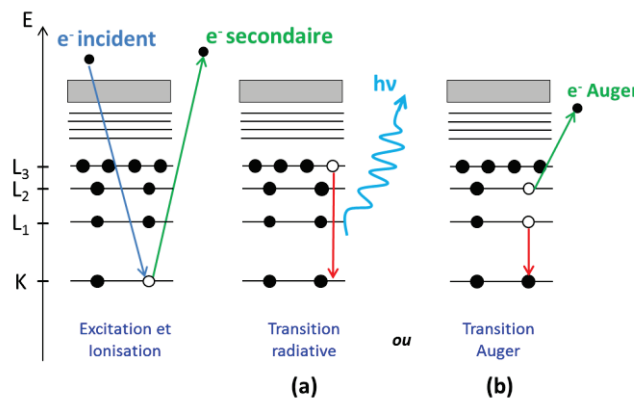 E
e⁻ incident
e⁻ secondaire
hν
e⁻ Auger
L₃
L₂
L₁
K
Excitation et
Ionisation
Transition
radiative
ou
Transition
Auger
(a)
(b)